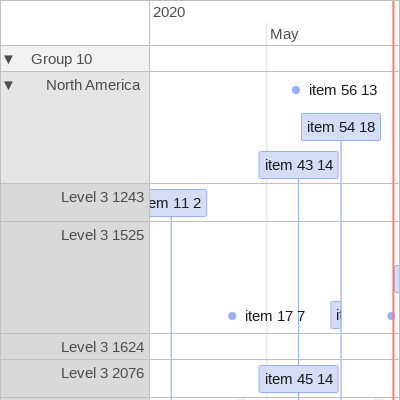 2020
May
▼ Group 10
▼ North America
item 56 13
item 54 18
item 43 14
Level 3 1243
em 11 2
Level 3 1525
item 17 7
Level 3 1624
Level 3 2076
item 45 14